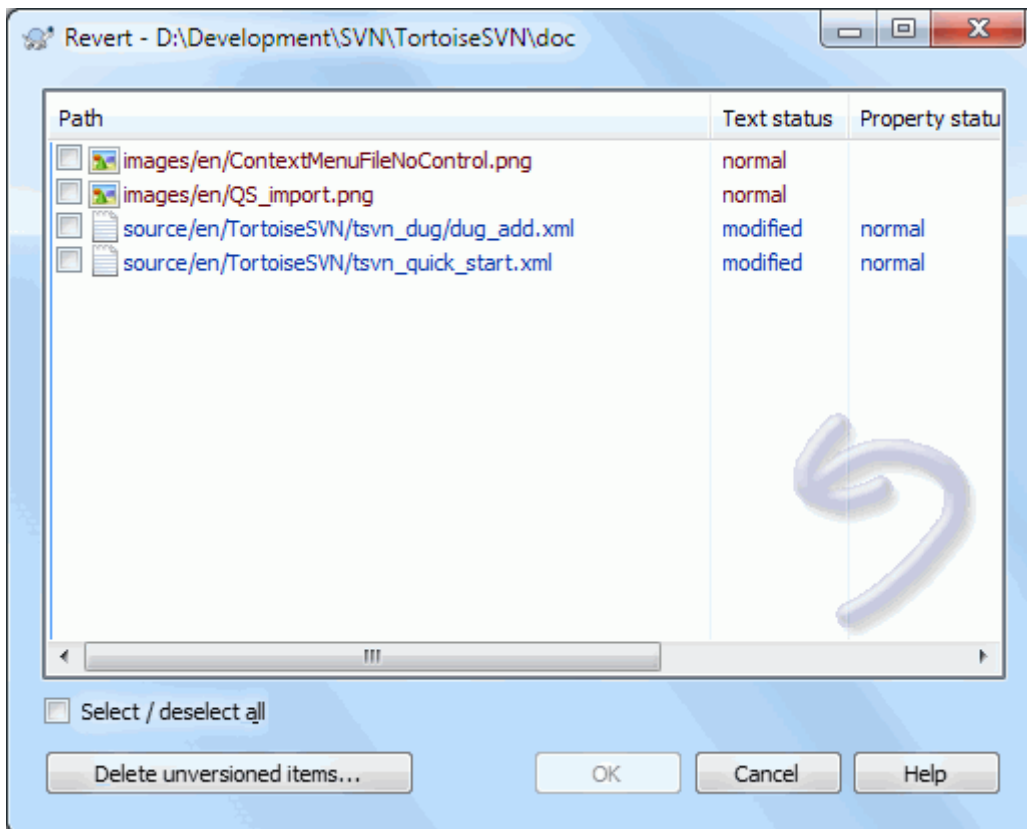 Revert - D:\Development\SVN\TortoiseSVN\doc
Path Text status Property statu
images/en/ContextMenuFileNoControl.png normal
images/en/QS_import.png normal
source/en/TortoiseSVN/tsvn_dug/dug_add.xml modified normal
source/en/TortoiseSVN/tsvn_quick_start.xml modified normal
Select / deselect all
Delete unversioned items... OK Cancel Help